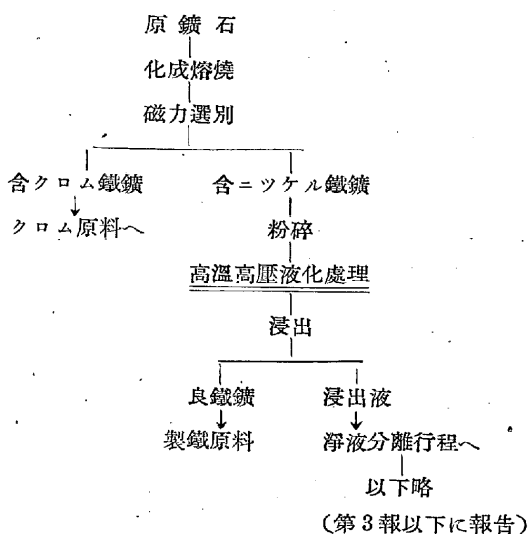 原鑛石
化成熔燒
磁力選別
含クロム鐵鑛 含ニツケル鐵鑛
クロム原料へ 粉碎
高溫高壓液化處理
浸出
良鐵鑛 浸出液
製鐵原料 淨液分離行程へ
以下略
(第3報以下に報告)